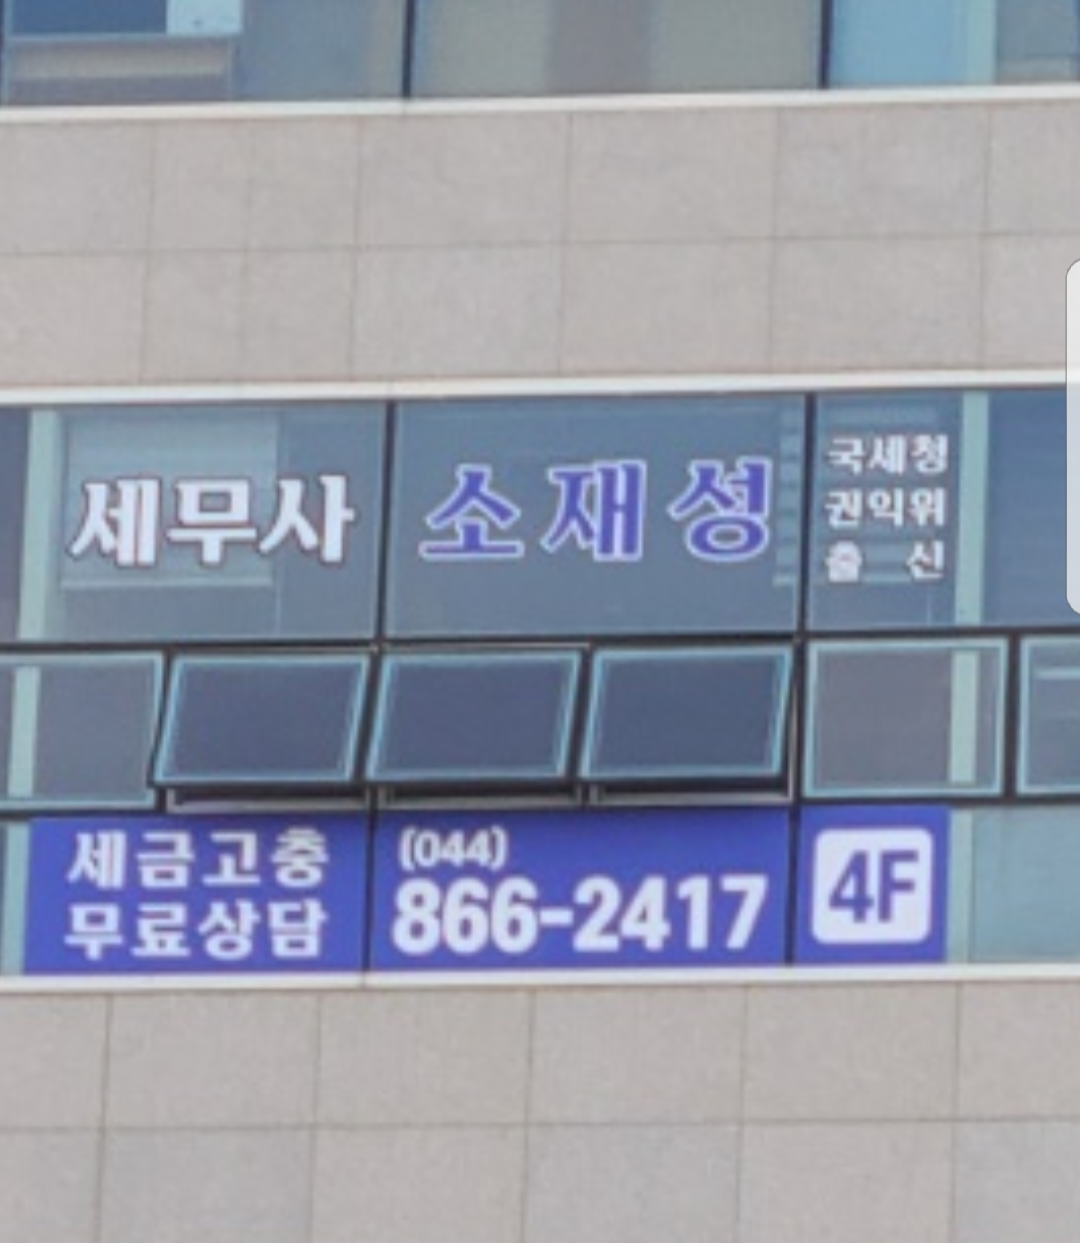 세무사 소재성
국세청
권익위
출 신
세금고충
무료상담
(044)
866-2417
4F